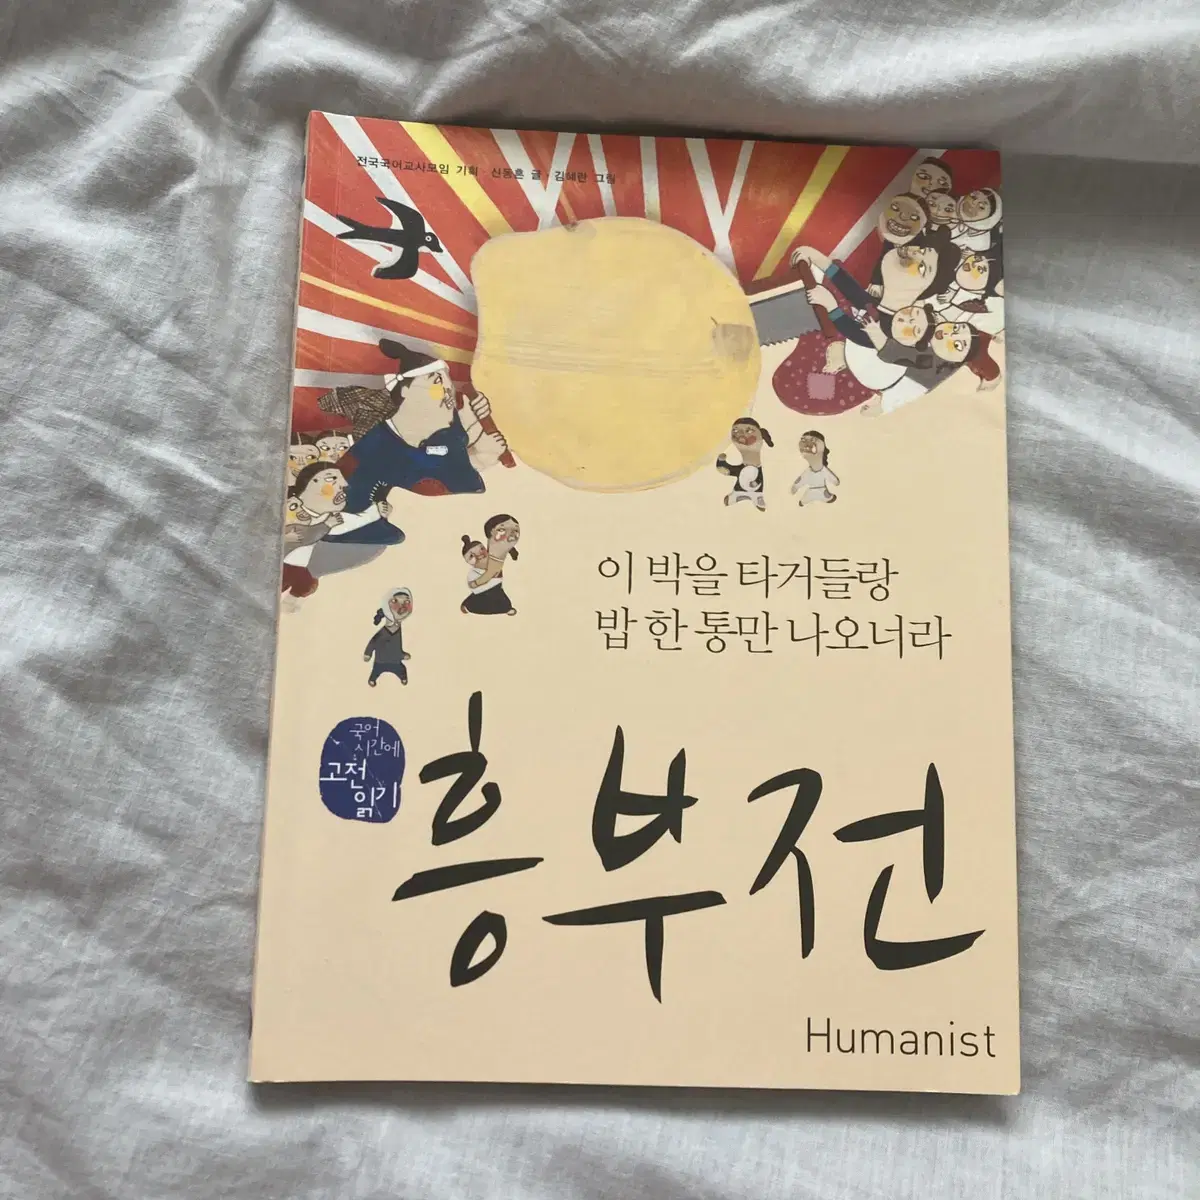 전국국어교사모임 기획 · 신동흔 글 · 김혜란 그림
이 박을 타거들랑
밥 한 통만 나오너라
국어
시간에
고전
읽기
흥부전
Humanist